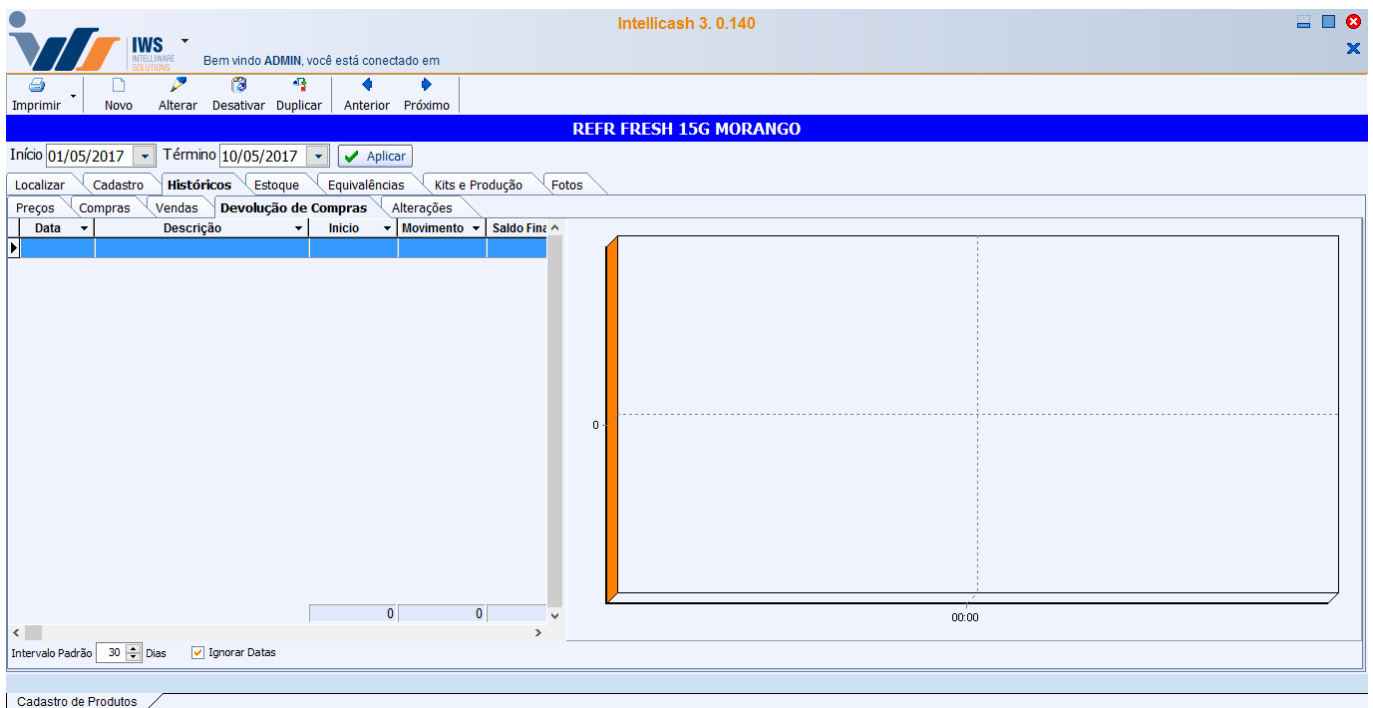 Intellicash 3. 0.140
IWS
INTELLIWARE
SOLUTIONS
Bem vindo ADMIN, você está conectado em
Imprimir Novo Alterar Desativar Duplicar Anterior Próximo
REFR FRESH 15G MORANGO
Início 01/05/2017 Término 10/05/2017 Aplicar
Localizar Cadastro Históricos Estoque Equivalências Kits e Produção Fotos
Preços Compras Vendas Devolução de Compras Alterações
Data Descrição Inicio Movimento Saldo Fina
0
0 0
00:00
Intervalo Padrão 30 Dias Ignorar Datas
Cadastro de Produtos